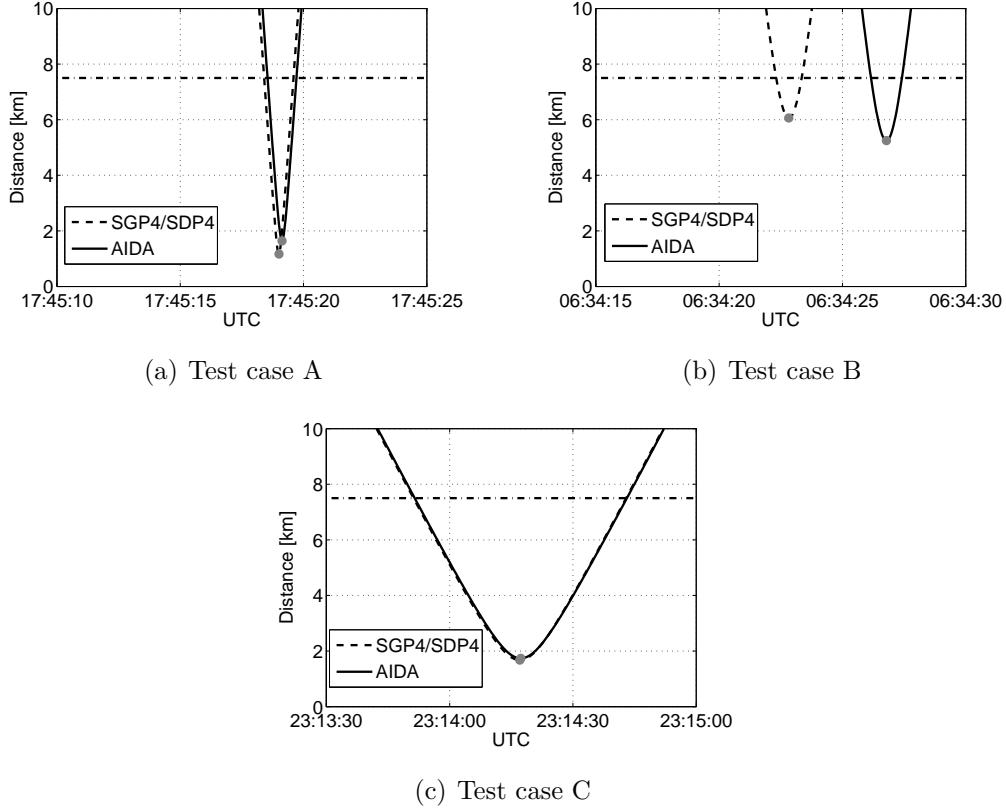 10
8
6
4
2
0
Distance [km]
SGP4/SDP4
AIDA
17:45:10 17:45:15 17:45:20 17:45:25
UTC
(a) Test case A
10
8
6
4
2
0
Distance [km]
SGP4/SDP4
AIDA
06:34:15 06:34:20 06:34:25 06:34:30
UTC
(b) Test case B
10
8
6
4
2
0
Distance [km]
SGP4/SDP4
AIDA
23:13:30 23:14:00 23:14:30 23:15:00
UTC
(c) Test case C